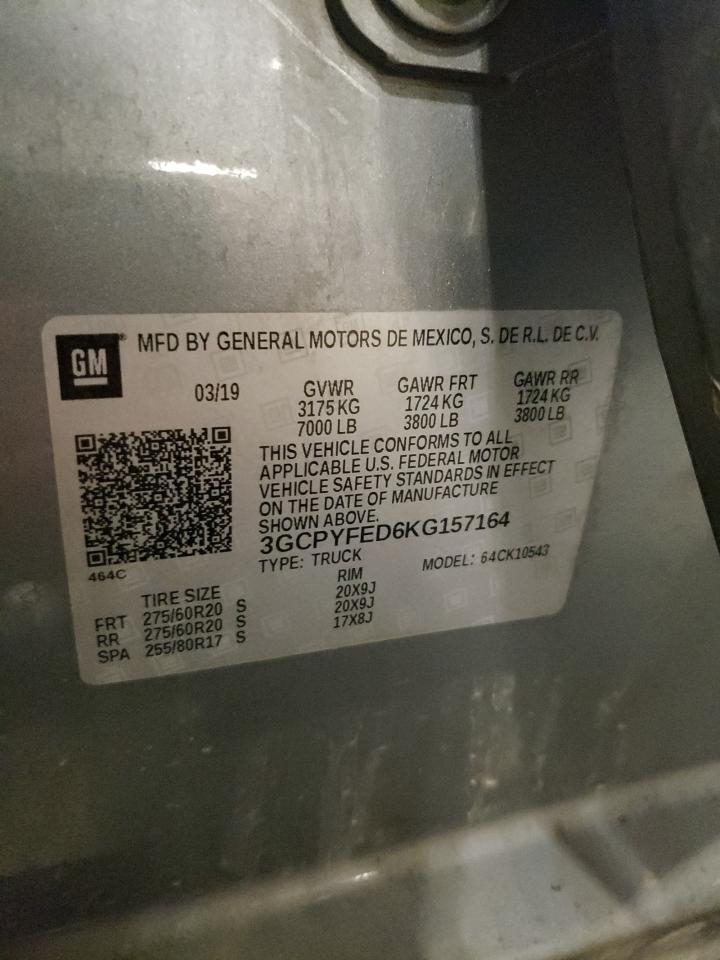 GM
MFD BY GENERAL MOTORS DE MEXICO, S. DE R.L. DE C.V.
03/19 GVWR GAWR FRT GAWR RR
3175 KG 1724 KG 1724 KG
7000 LB 3800 LB 3800 LB
THIS VEHICLE CONFORMS TO ALL
APPLICABLE U.S. FEDERAL MOTOR
VEHICLE SAFETY STANDARDS IN EFFECT
ON THE DATE OF MANUFACTURE
SHOWN ABOVE.
3GCPYFED6KG157164
TYPE: TRUCK MODEL: 64CK10543
464C
TIRE SIZE RIM
FRT 275/60R20 S 20X9J
RR 275/60R20 S 20X9J
SPA 255/80R17 S 17X8J